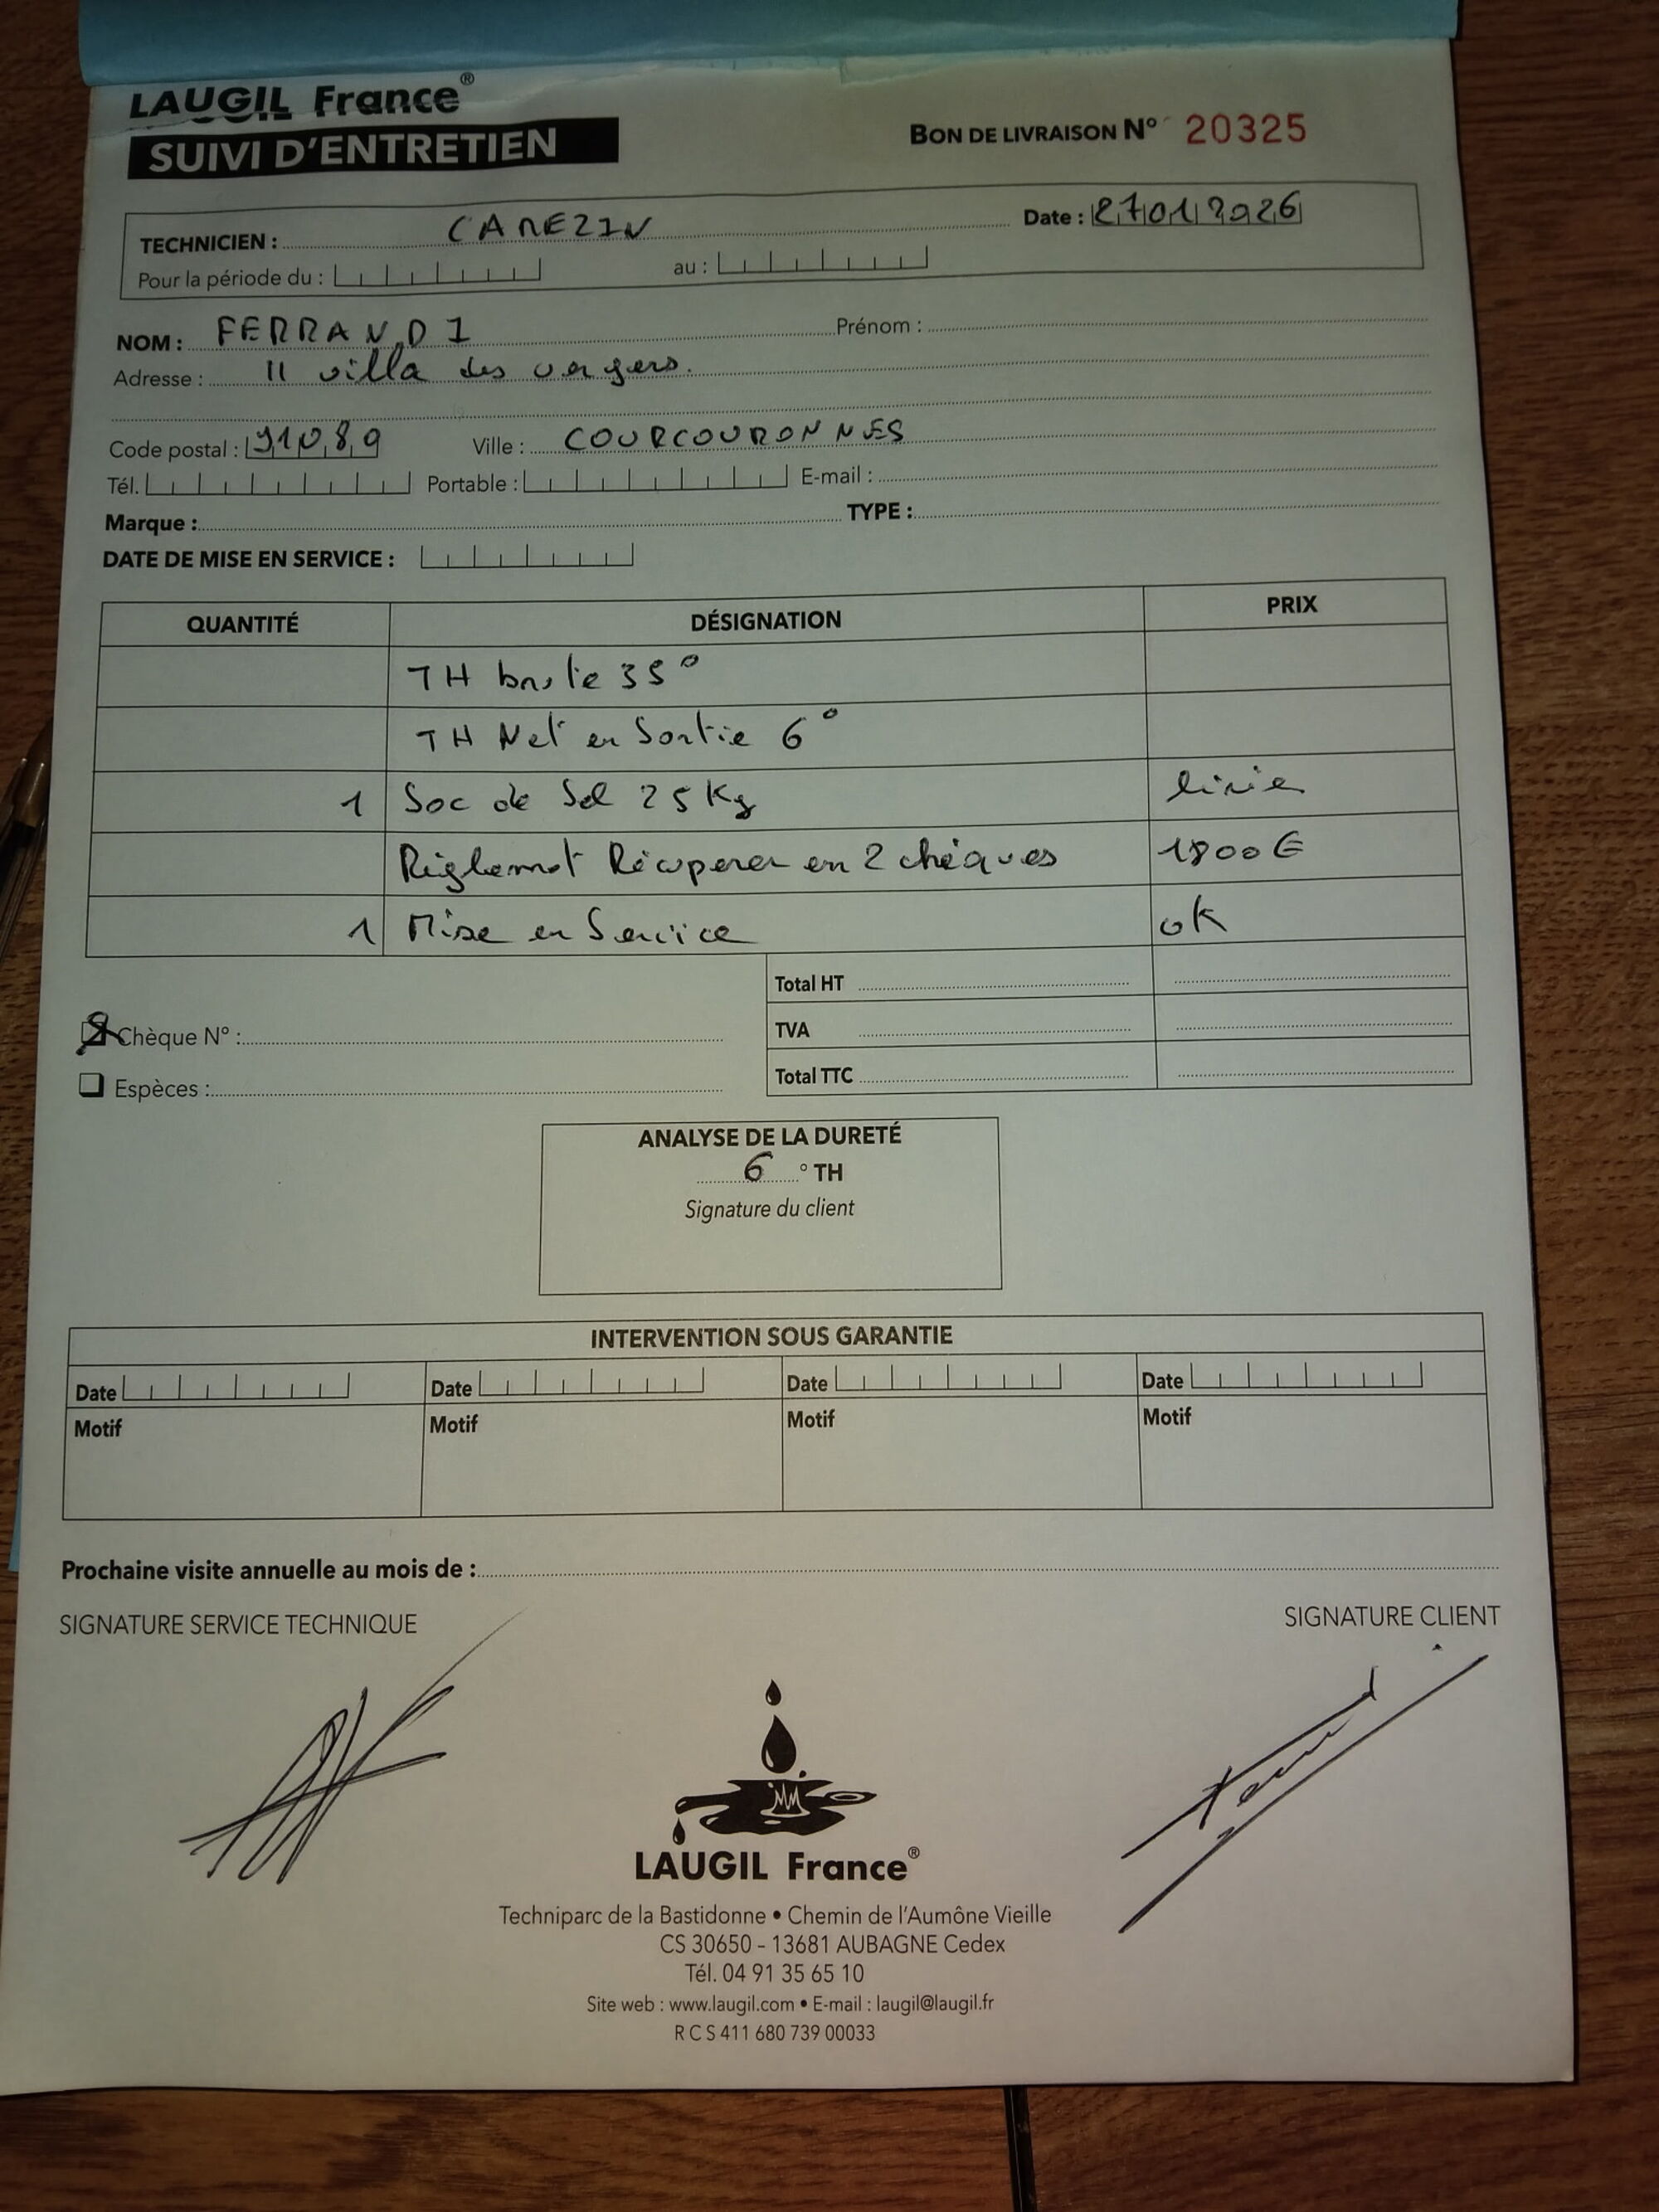 LAUGIL France®
SUIVI D'ENTRETIEN
BON DE LIVRAISON N° 20325
TECHNICIEN : CAREZIN Date : 27012026
Pour la période du : au :
NOM : FERRANDI Prénom :
Adresse : 11 villa des vergers.
Code postal : 91089 Ville : COURCOURONNES
Tél. Portable : E-mail :
Marque : TYPE :
DATE DE MISE EN SERVICE :
QUANTITÉ DÉSIGNATION PRIX
TH 35°
TH Net en Sortie 6°
1 Sac de Sel 25 Kg livie
Règlement Récuperer en 2 chéques 1800€
1 Mise en Service ok
Total HT
Chèque N° :
TVA
Total TTC
Espèces :
ANALYSE DE LA DURETÉ
6 ° TH
Signature du client
INTERVENTION SOUS GARANTIE
Date Date Date Date
Motif Motif Motif Motif
Prochaine visite annuelle au mois de :
SIGNATURE SERVICE TECHNIQUE SIGNATURE CLIENT
LAUGIL France®
Techniparc de la Bastidonne • Chemin de l'Aumône Vieille
CS 30650 - 13681 AUBAGNE Cedex
Tél. 04 91 35 65 10
Site web : www.laugil.com • E-mail : laugil@laugil.fr
R C S 411 680 739 00033